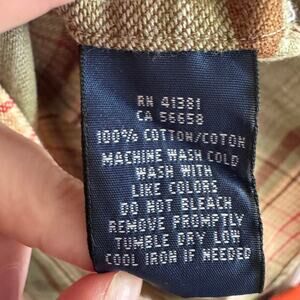 RN 41381
CA 56658
100% COTTON/COTON
MACHINE WASH COLD
WASH WITH
LIKE COLORS
DO NOT BLEACH
REMOVE PROMPTLY
TUMBLE DRY LOW
COOL IRON IF NEEDED